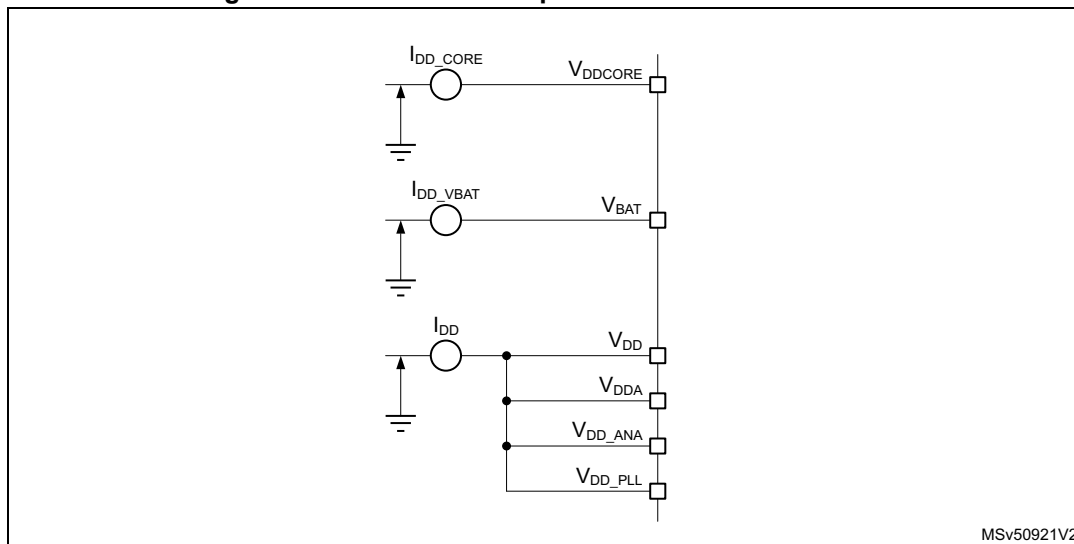 I_DD_CORE
V_DDCORE
I_DD_VBAT
V_BAT
I_DD
V_DD
V_DDA
V_DD_ANA
V_DD_PLL
MSv50921V2